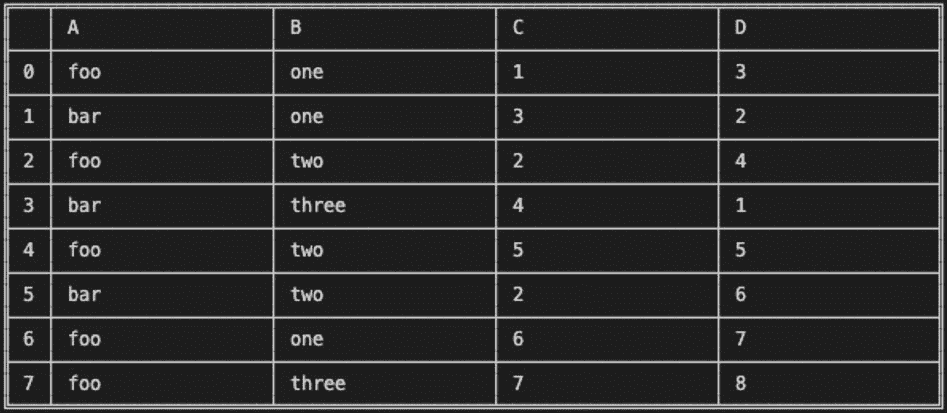 A B C D
0 foo one 1 3
1 bar one 3 2
2 foo two 2 4
3 bar three 4 1
4 foo two 5 5
5 bar two 2 6
6 foo one 6 7
7 foo three 7 8